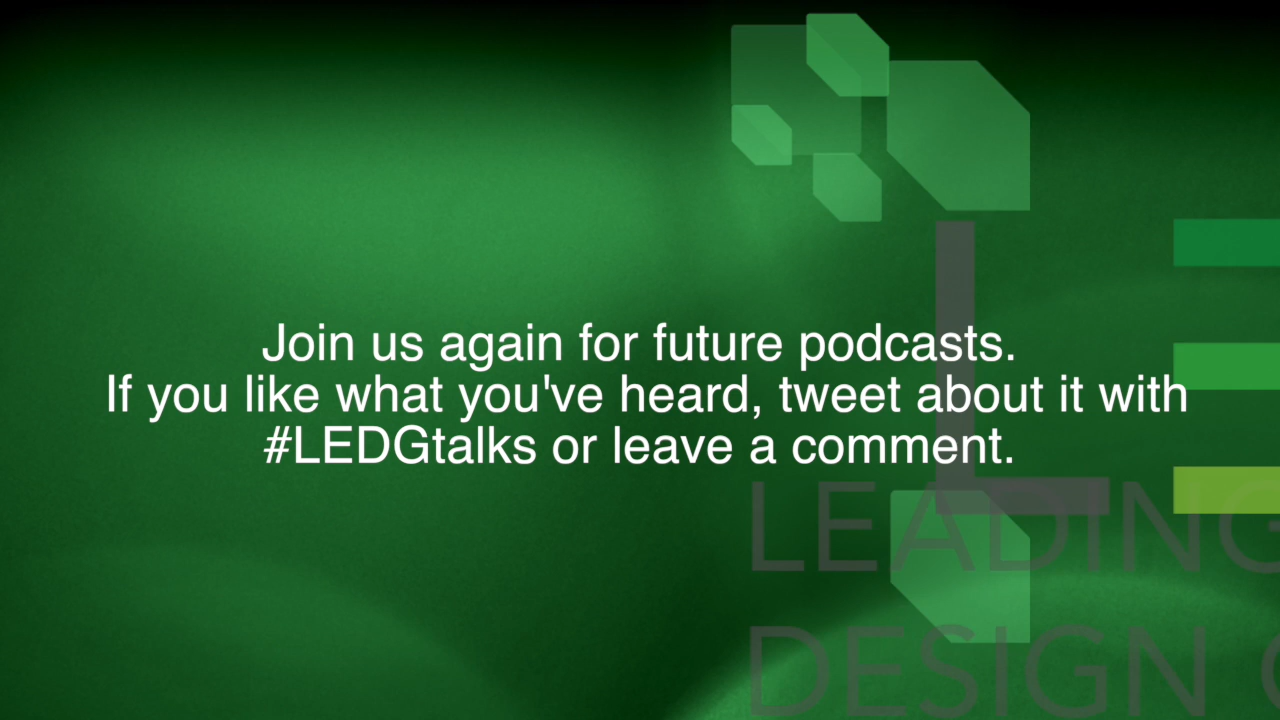 Join us again for future podcasts.
If you like what you've heard, tweet about it with
#LEDGtalks or leave a comment.
L
LEADING
DESIGN